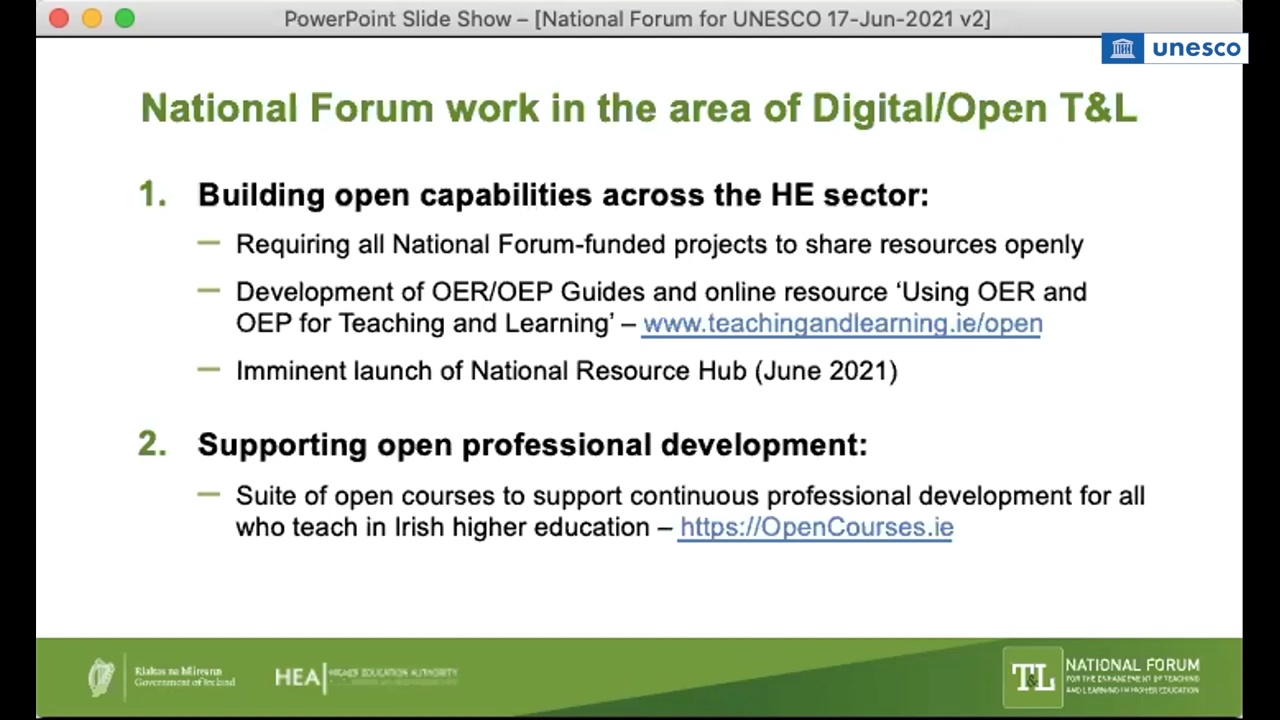 PowerPoint Slide Show – [National Forum for UNESCO 17-Jun-2021 v2]
unesco
National Forum work in the area of Digital/Open T&L
1. Building open capabilities across the HE sector:
— Requiring all National Forum-funded projects to share resources openly
— Development of OER/OEP Guides and online resource ‘Using OER and
OEP for Teaching and Learning’ – www.teachingandlearning.ie/open
— Imminent launch of National Resource Hub (June 2021)
2. Supporting open professional development:
— Suite of open courses to support continuous professional development for all
who teach in Irish higher education – https://OpenCourses.ie
Rialtas na hÉireann
Government of Ireland
HEA HIGHER EDUCATION AUTHORITY
T&L
NATIONAL FORUM
FOR THE ENHANCEMENT OF TEACHING
AND LEARNING IN HIGHER EDUCATION